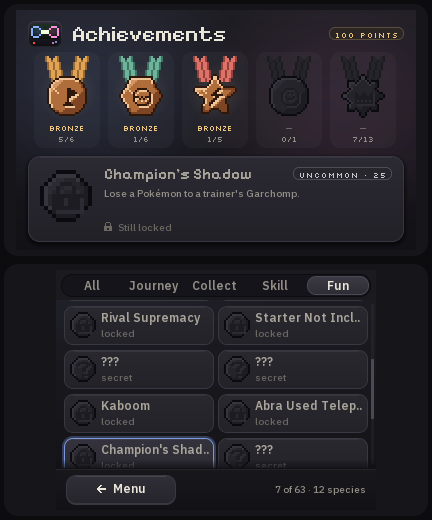 Achievements
100 POINTS
BRONZE
5/6
BRONZE
1/6
BRONZE
1/5
—
0/1
—
7/13
Champion's Shadow
UNCOMMON · 25
Lose a Pokémon to a trainer's Garchomp.
Still locked
All Journey Collect Skill Fun
Rival Supremacy
locked
Starter Not Incl..
locked
???
secret
???
secret
Kaboom
locked
Abra Used Telep..
locked
Champion's Shad..
locked
???
secret
← Menu
7 of 63 · 12 species